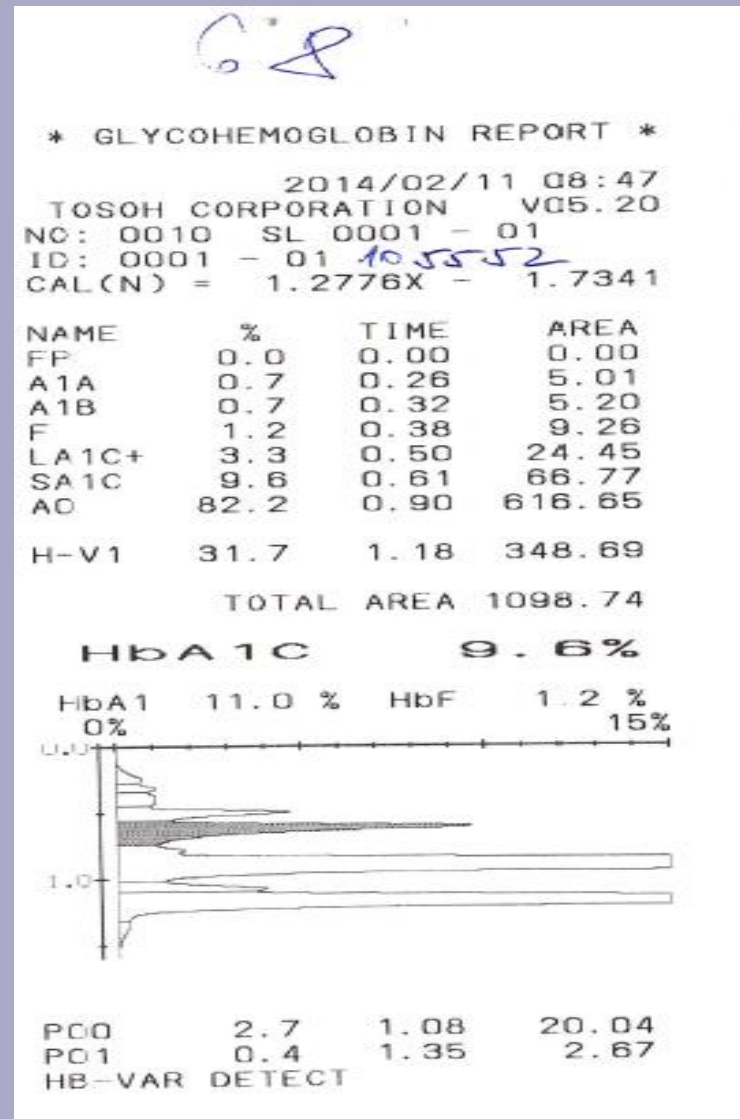 68
* GLYCOHEMOGLOBIN REPORT *
2014/02/11 08:47
TOSOH CORPORATION V05.20
NO: 0010 SL 0001 - 01
ID: 0001 - 01 105552
CAL(N) = 1.2776X - 1.7341
NAME % TIME AREA
FP 0.0 0.00 0.00
A1A 0.7 0.26 5.01
A1B 0.7 0.32 5.20
F 1.2 0.38 9.26
LA1C+ 3.3 0.50 24.45
SA1C 9.6 0.61 66.77
A0 82.2 0.90 616.65
H-V1 31.7 1.18 348.69
TOTAL AREA 1098.74
HbA1C 9.6%
HbA1 11.0 % HbF 1.2 %
0% 15%
0.0
1.0
P00 2.7 1.08 20.04
P01 0.4 1.35 2.67
HB-VAR DETECT